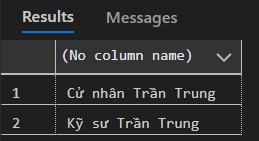 Results Messages
(No column name)
1 Cử nhân Trần Trung
2 Kỹ sư Trần Trung